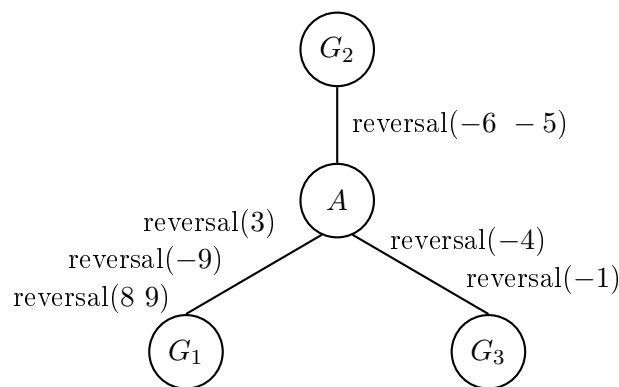 G₂
reversal(−6 −5)
A
reversal(3)
reversal(−4)
reversal(−9)
reversal(−1)
reversal(8 9)
G₁
G₃